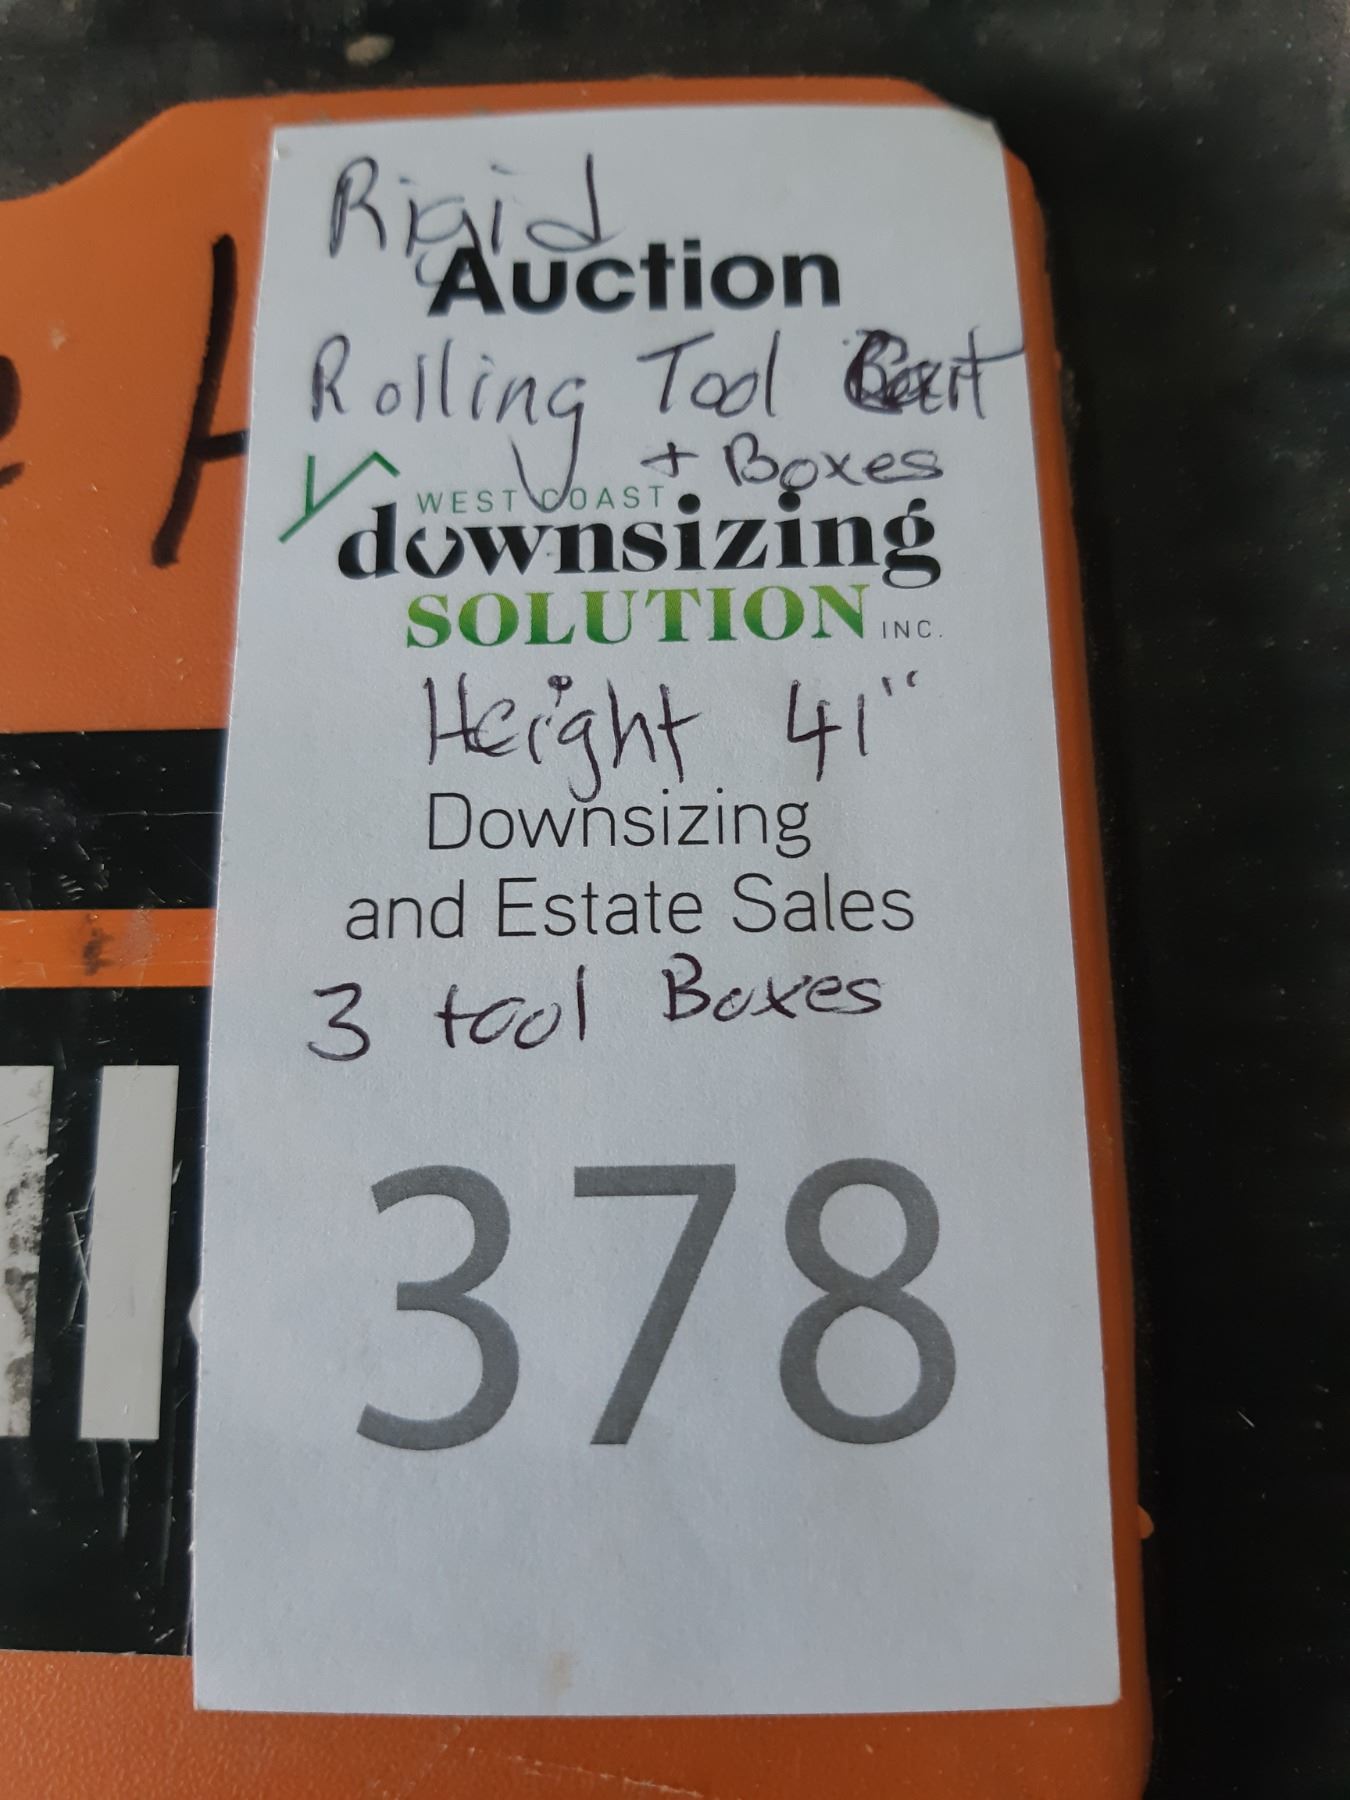 Rigid
Auction
Rolling Tool Cart
+ Boxes
WEST COAST
downsizing
SOLUTION INC.
Height 41"
Downsizing
and Estate Sales
3 tool Boxes
378